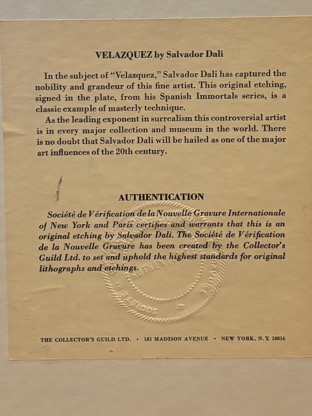 VELAZQUEZ by Salvador Dali
In the subject of "Velazquez," Salvador Dali has captured the
nobility and grandeur of this fine artist. This original etching,
signed in the plate, from his Spanish Immortals series, is a
classic example of masterly technique.
As the leading exponent in surrealism this controversial artist
is in every major collection and museum in the world. There
is no doubt that Salvador Dali will be hailed as one of the major
art influences of the 20th century.
AUTHENTICATION
Société de Vérification de la Nouvelle Gravure Internationale
of New York and Paris certifies and warrants that this is an
original etching by Salvador Dali. The Société de Vérification
de la Nouvelle Gravure has been created by the Collector's
Guild Ltd. to set and uphold the highest standards for original
lithographs and etchings.
THE COLLECTOR'S GUILD LTD. • 185 MADISON AVENUE • NEW YORK, N.Y.